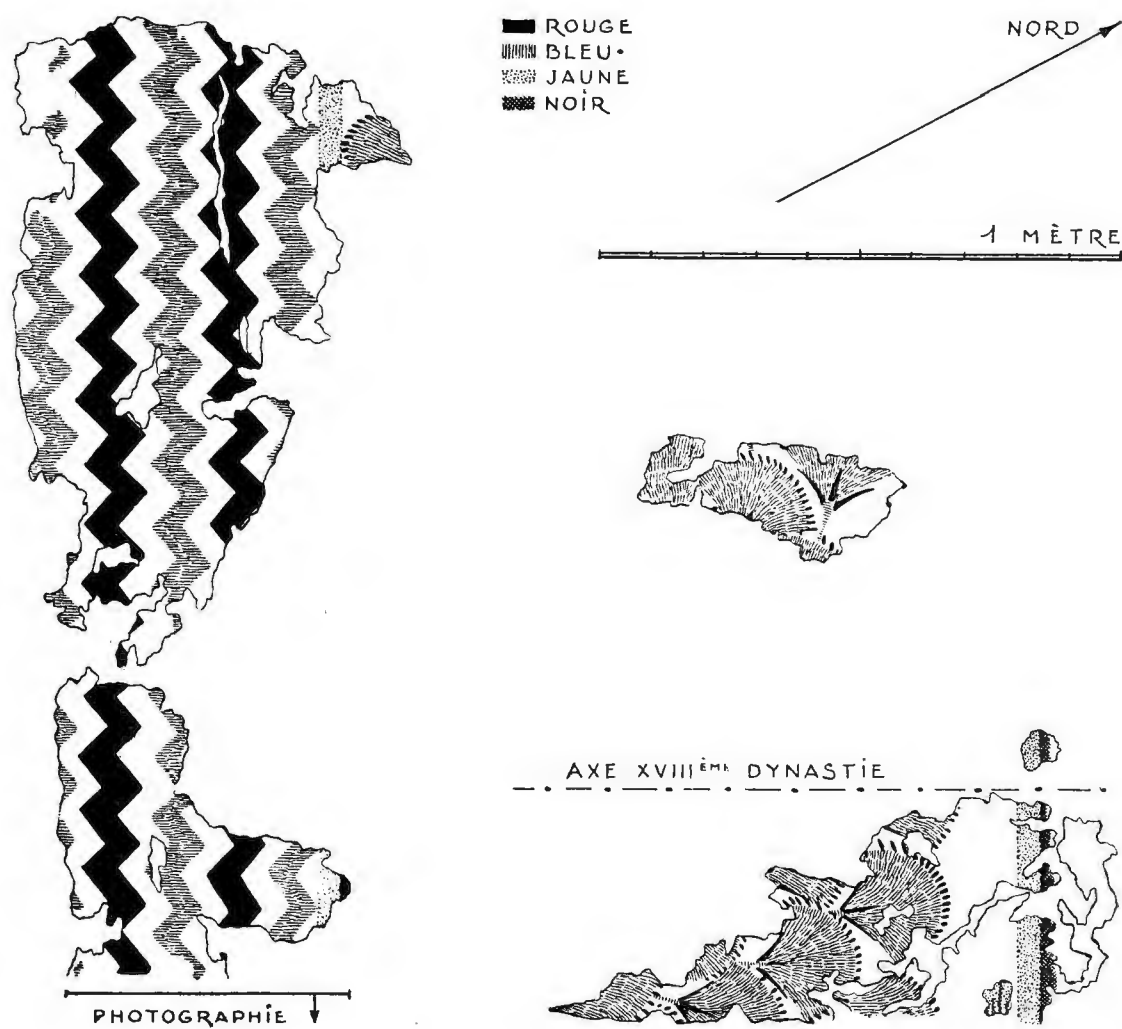 ROUGE
BLEU•
JAUNE
NOIR
NORD
1 MÈTRE
AXE XVIIIÈME DYNASTIE
PHOTOGRAPHIE